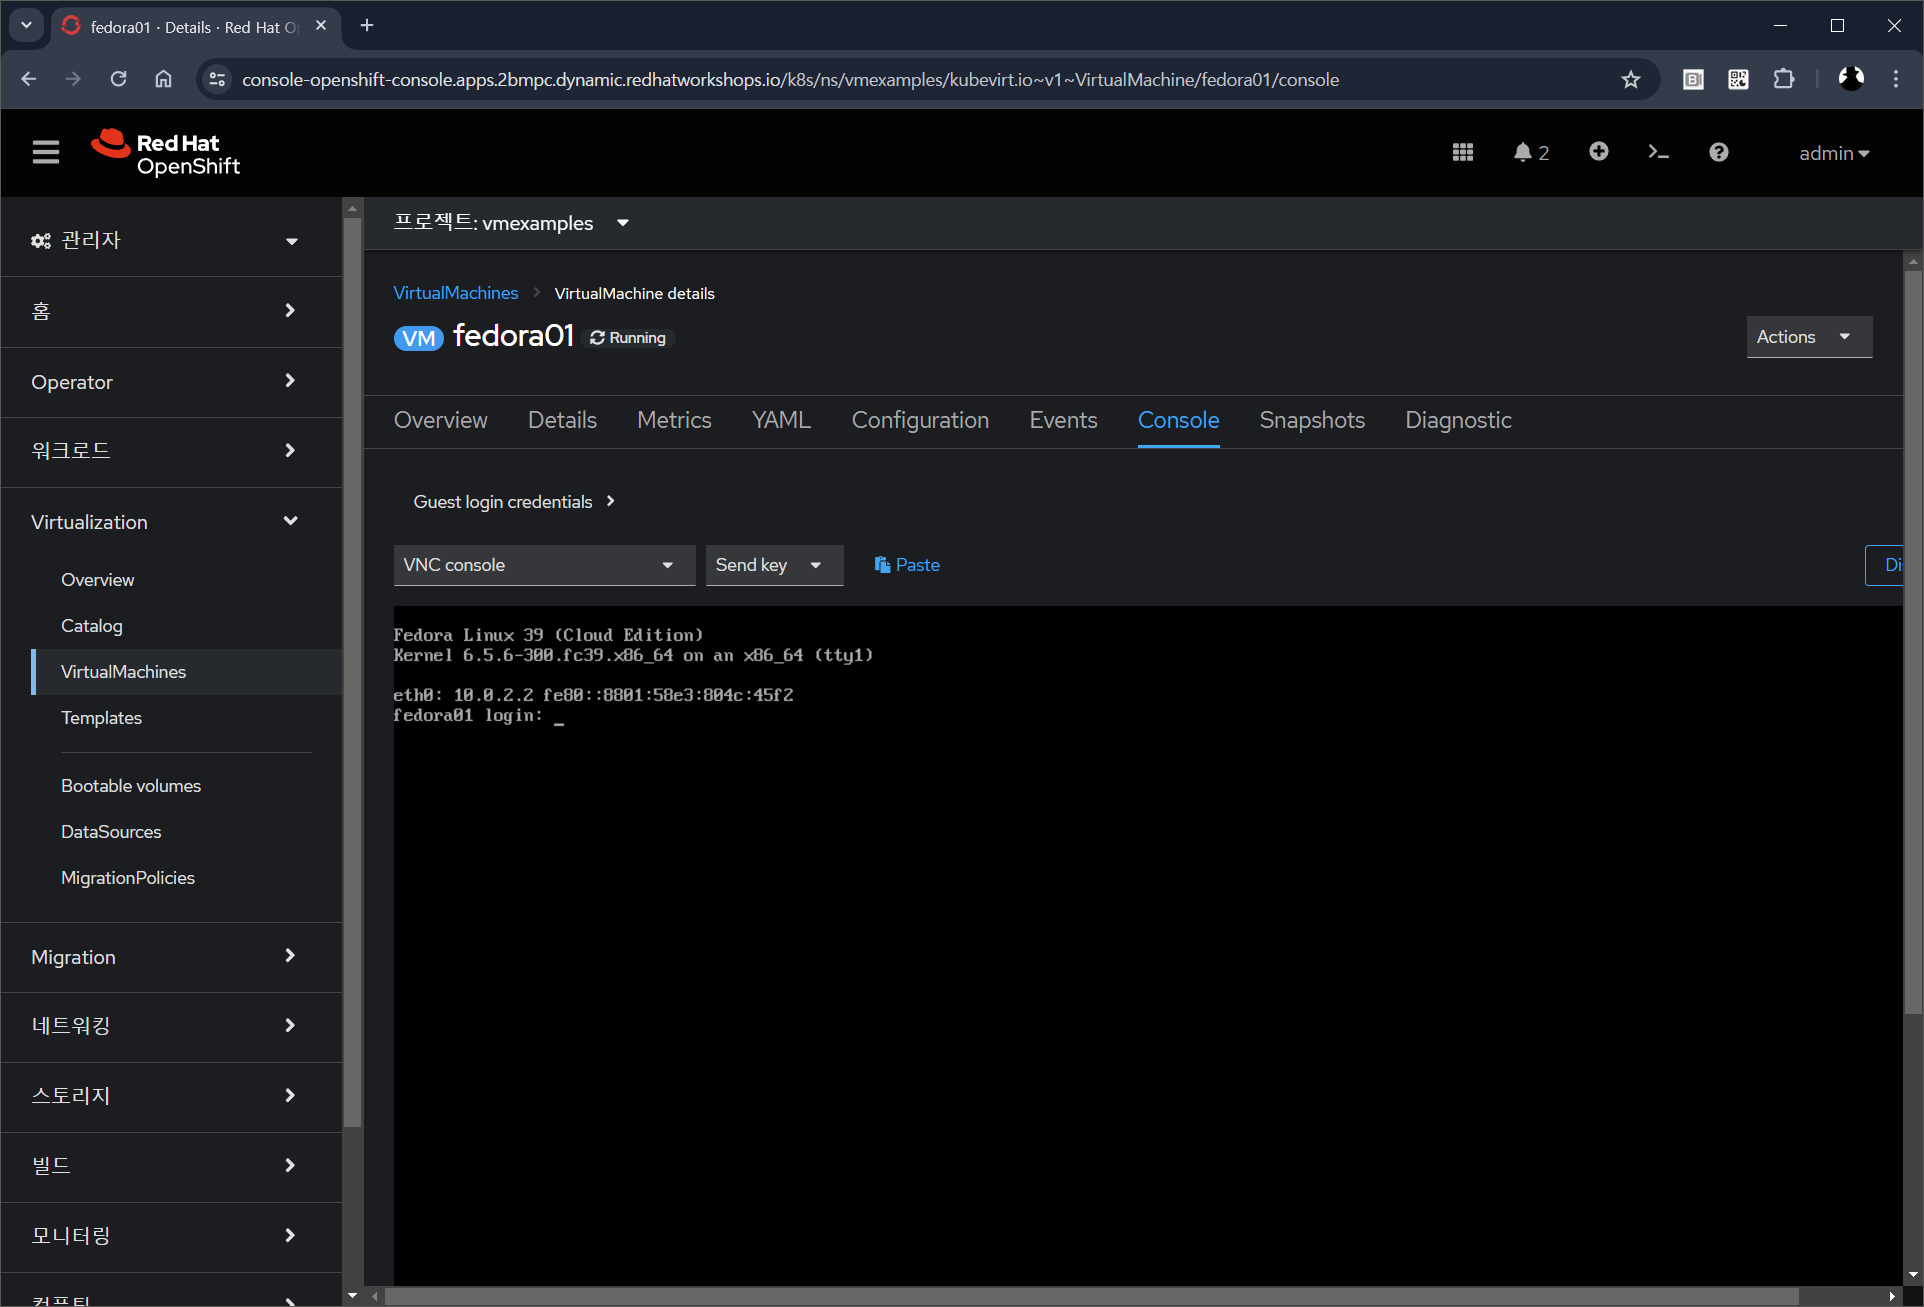 fedora01 · Details · Red Hat O
console-openshift-console.apps.2bmpc.dynamic.redhatworkshops.io/k8s/ns/vmexamples/kubevirt.io~v1~VirtualMachine/fedora01/console
Red Hat
OpenShift
2
admin
관리자
홈
Operator
워크로드
Virtualization
Overview
Catalog
VirtualMachines
Templates
Bootable volumes
DataSources
MigrationPolicies
Migration
네트워킹
스토리지
빌드
모니터링
프로젝트: vmexamples
VirtualMachines VirtualMachine details
VM fedora01 Running
Actions
Overview Details Metrics YAML Configuration Events Console Snapshots Diagnostic
Guest login credentials
VNC console Send key Paste Di
Fedora Linux 39 (Cloud Edition)
Kernel 6.5.6-300.fc39.x86_64 on an x86_64 (tty1)
eth0: 10.0.2.2 fe80::8801:58e3:804c:45f2
fedora01 login: _